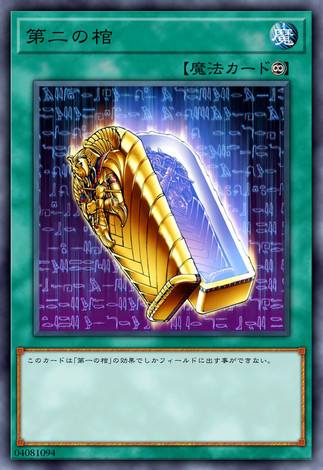 第二の棺
魔
【魔法カード】
このカードは「第一の棺」の効果でしかフィールドに出す事ができない。
04081094